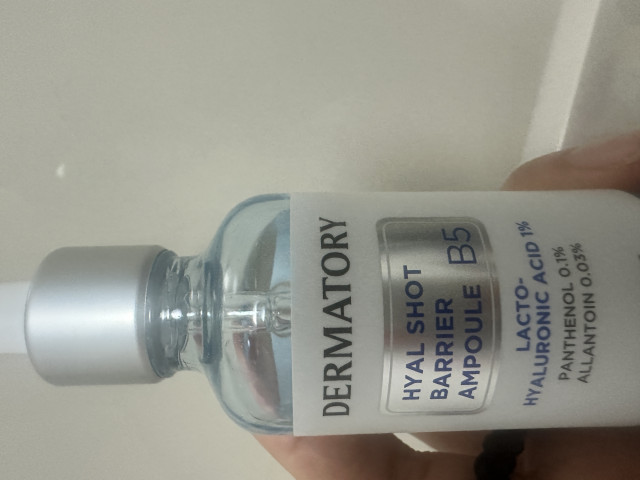 DERMATORY
HYAL SHOT
BARRIER
AMPOULE B5
LACTO-
HYALURONIC ACID 1%
PANTHENOL 0.1%
ALLANTOIN 0.03%